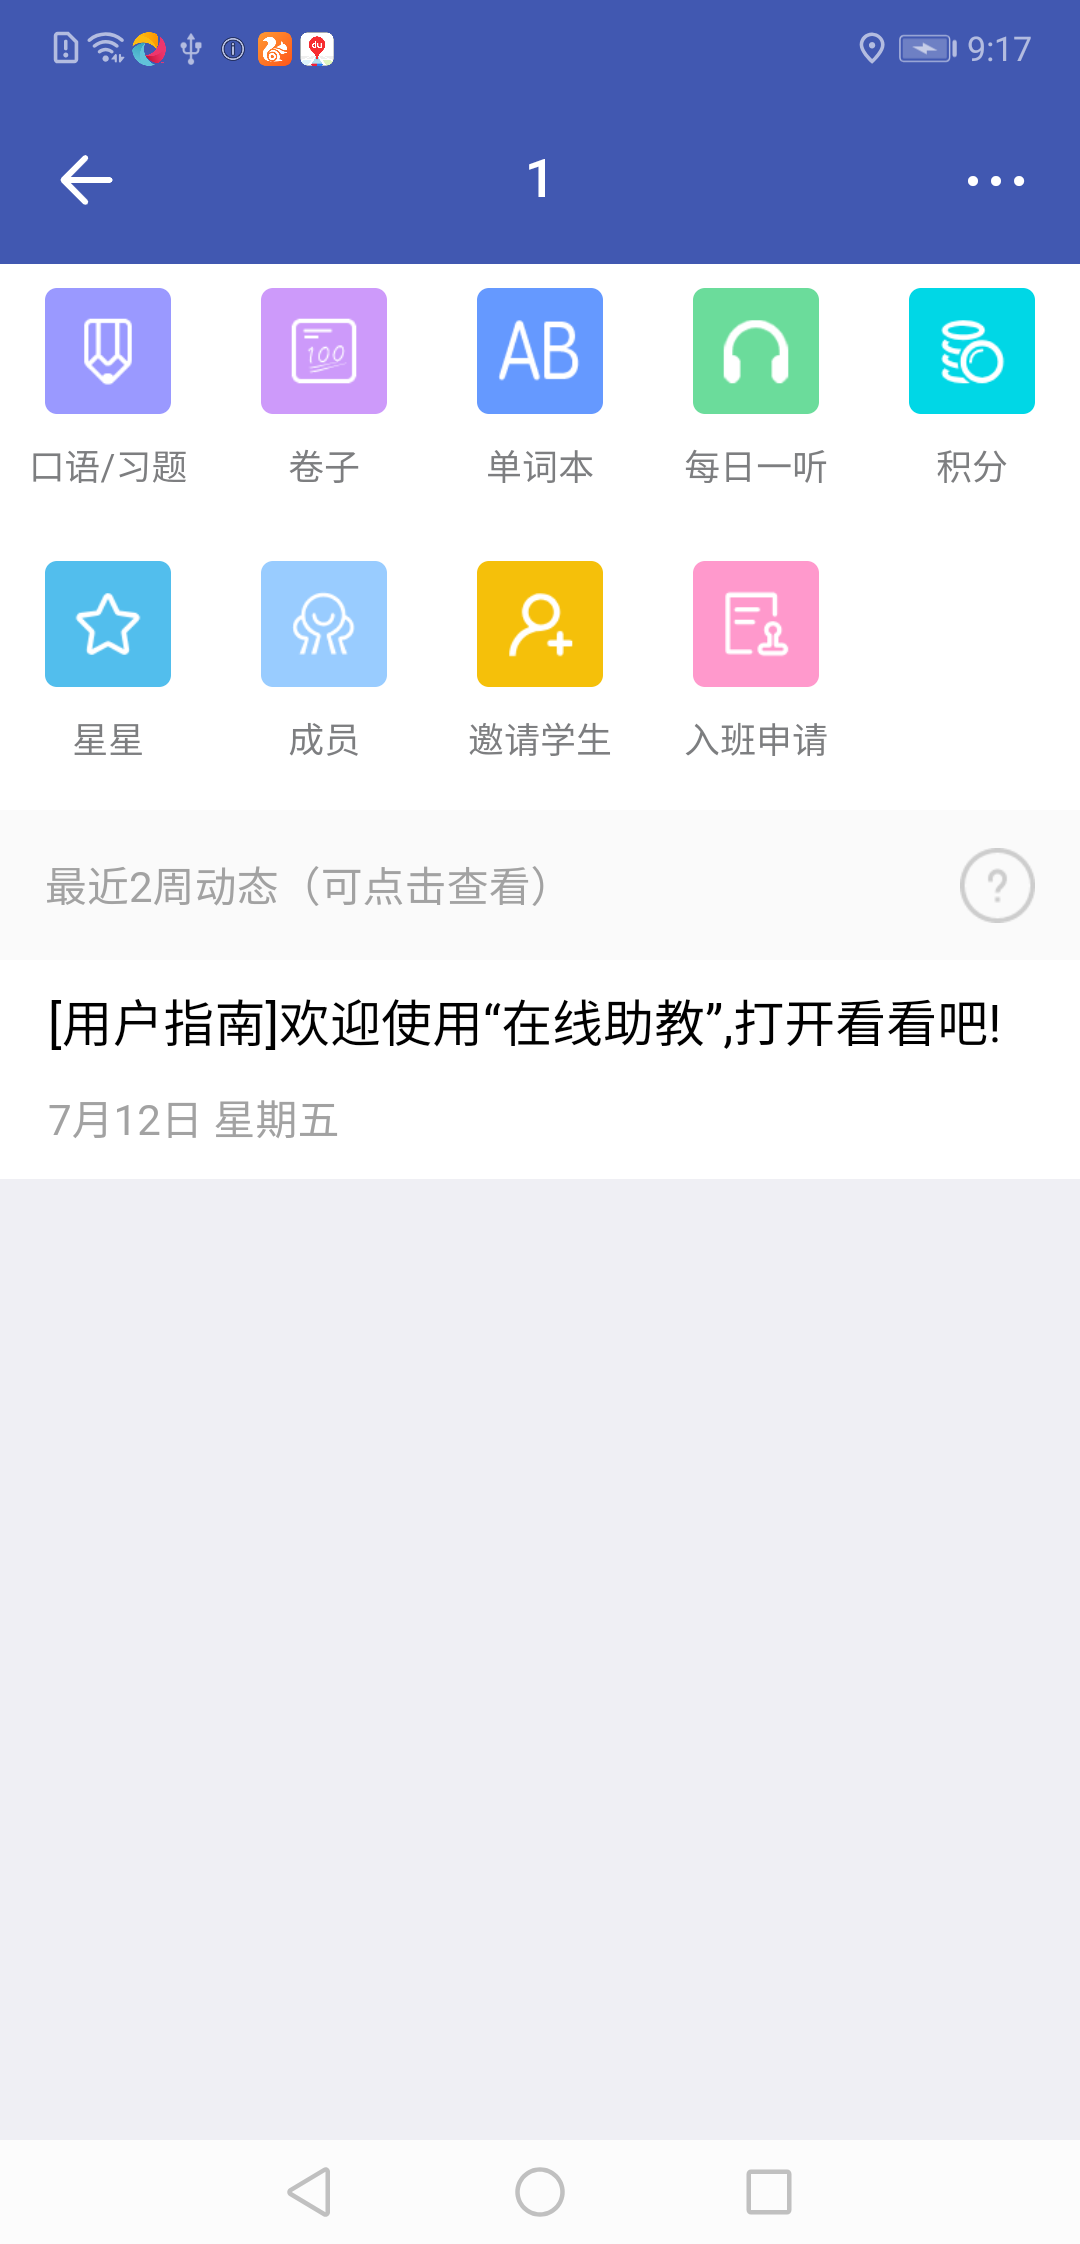 9:17
1
口语/习题
卷子
单词本
每日一听
积分
星星
成员
邀请学生
入班申请
最近2周动态（可点击查看）
[用户指南]欢迎使用“在线助教”,打开看看吧!
7月12日 星期五